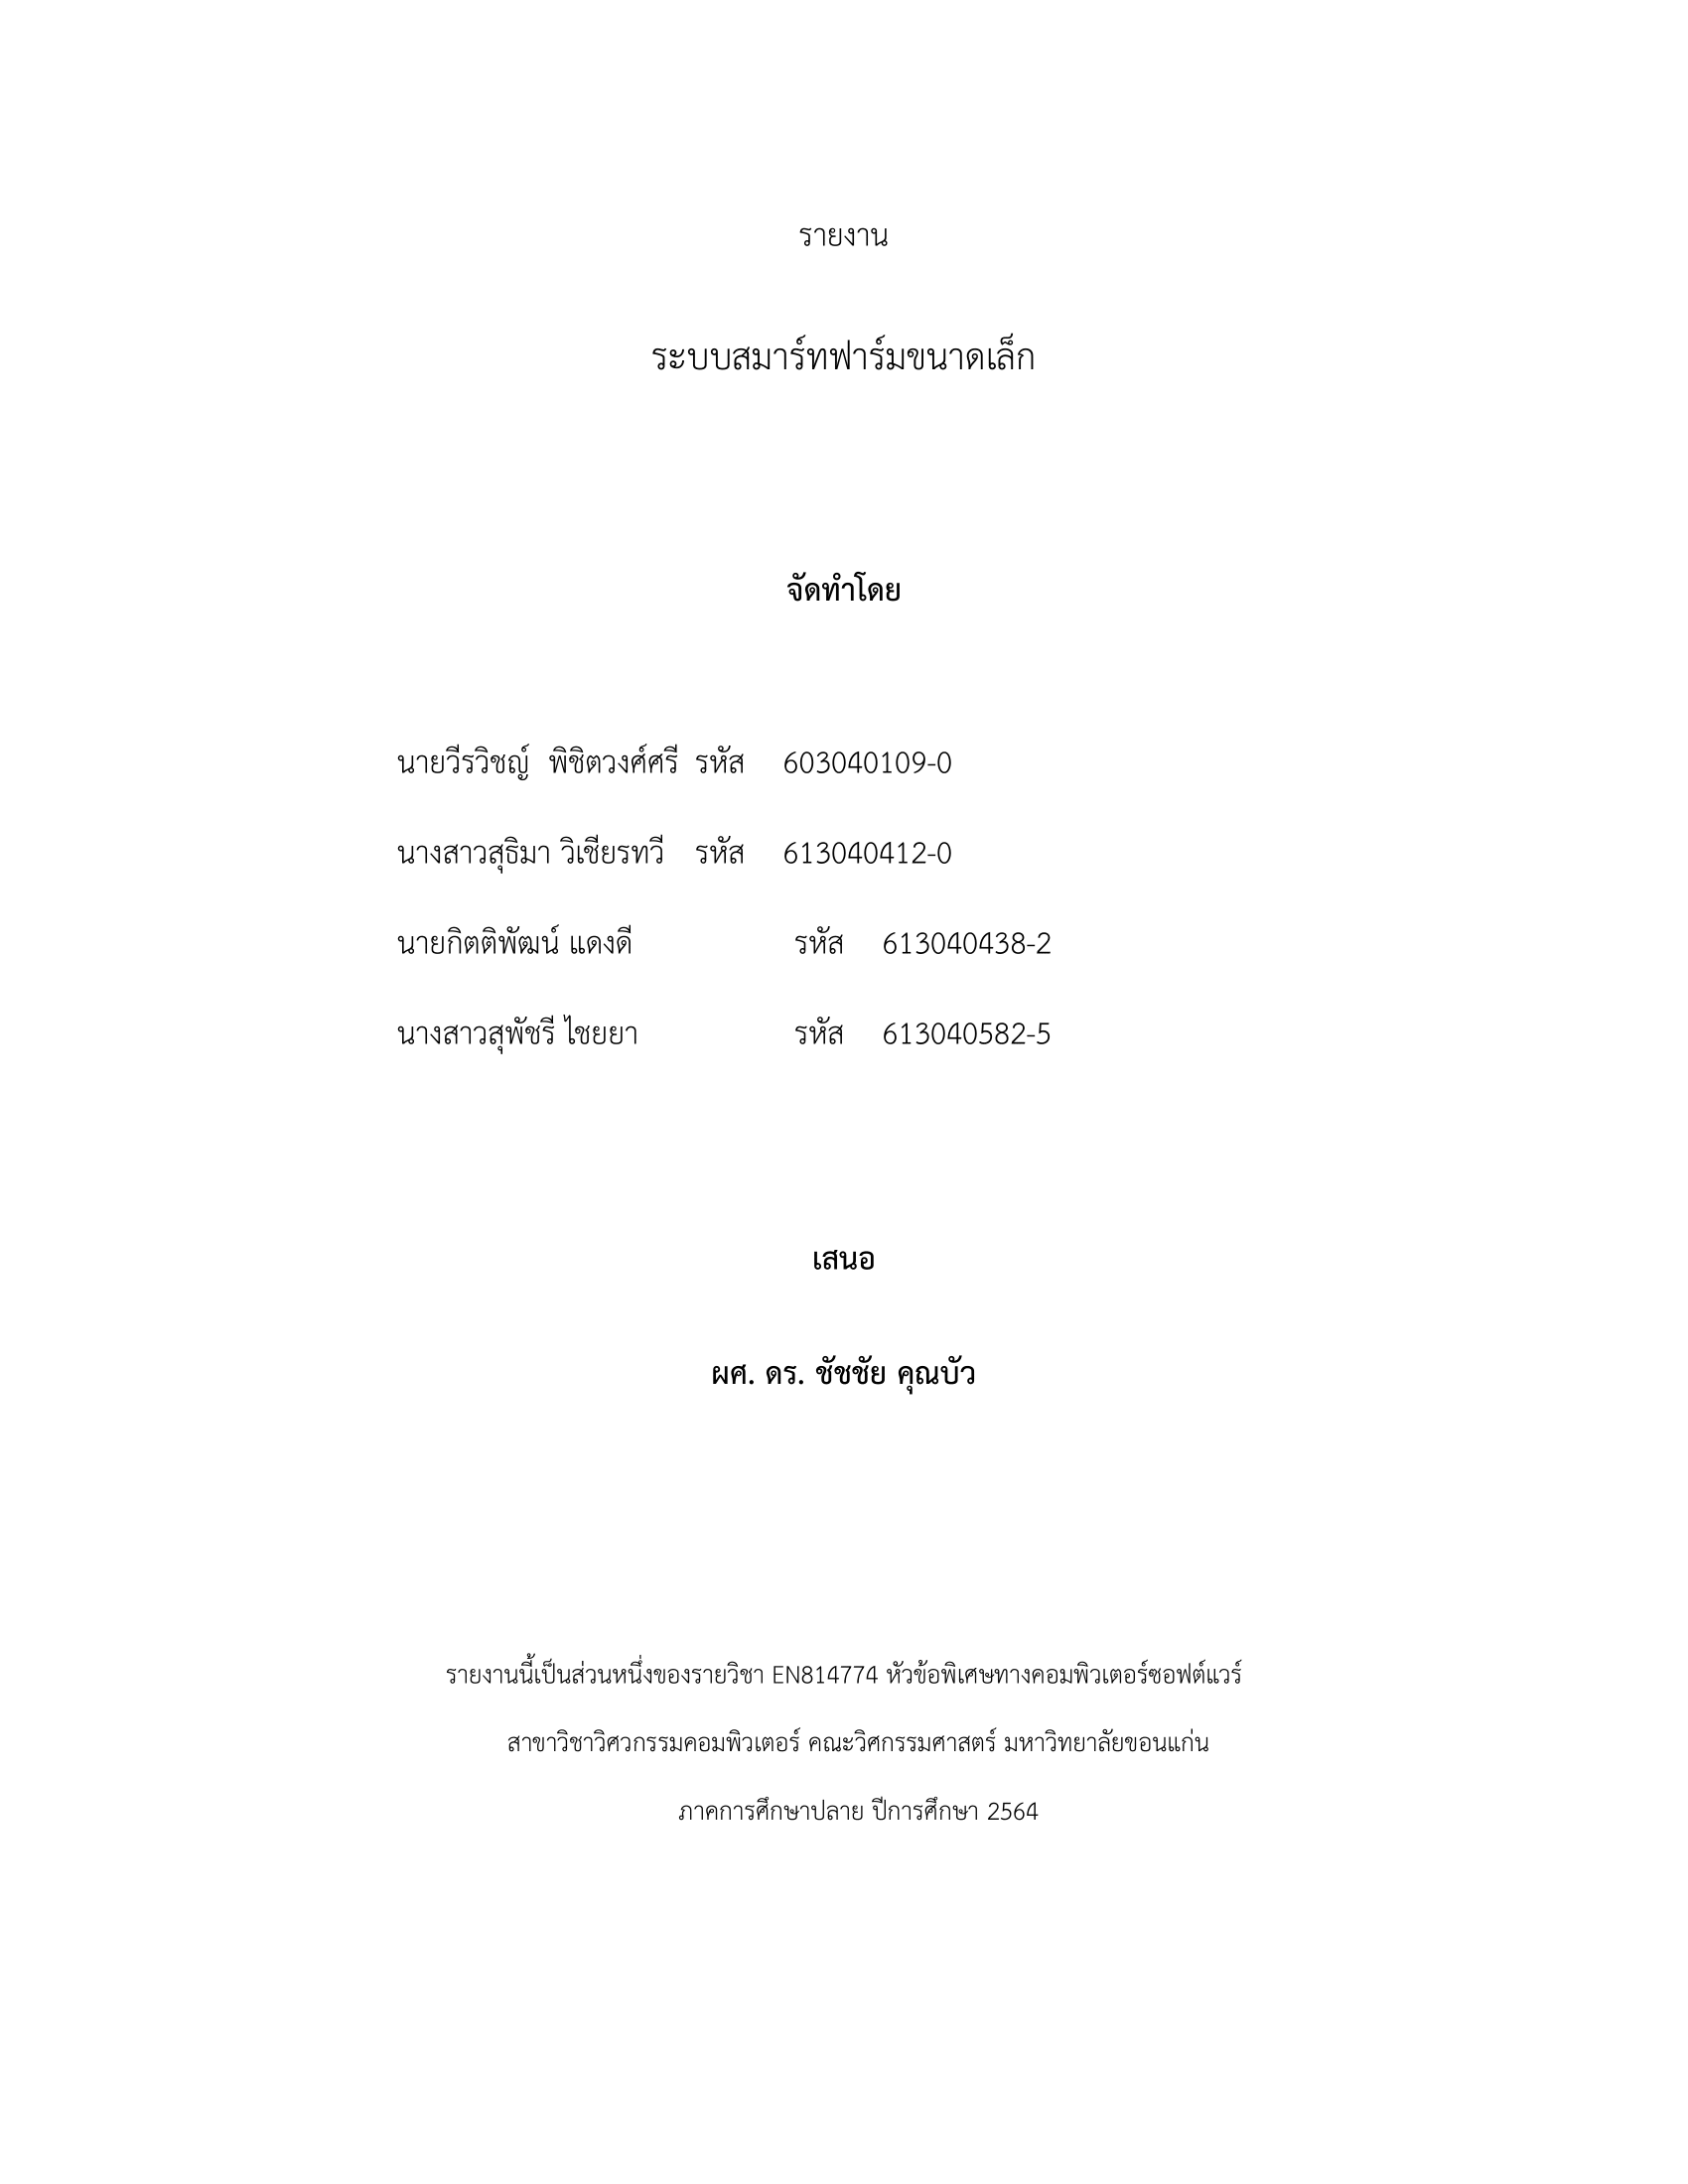 รายงาน
ระบบสมาร์ทฟาร์มขนาดเล็ก
จัดทำโดย
นายวีรวิชญ์ พิชิตวงศ์ศรี รหัส 603040109-0
นางสาวสุธิมา วิเชียรทวี รหัส 613040412-0
นายกิตติพัฒน์ แดงดี รหัส 613040438-2
นางสาวสุพัชรี ไชยยา รหัส 613040582-5
เสนอ
ผศ. ดร. ชัชชัย คุณบัว
รายงานนี้เป็นส่วนหนึ่งของรายวิชา EN814774 หัวข้อพิเศษทางคอมพิวเตอร์ซอฟต์แวร์
สาขาวิชาวิศวกรรมคอมพิวเตอร์ คณะวิศกรรมศาสตร์ มหาวิทยาลัยขอนแก่น
ภาคการศึกษาปลาย ปีการศึกษา 2564